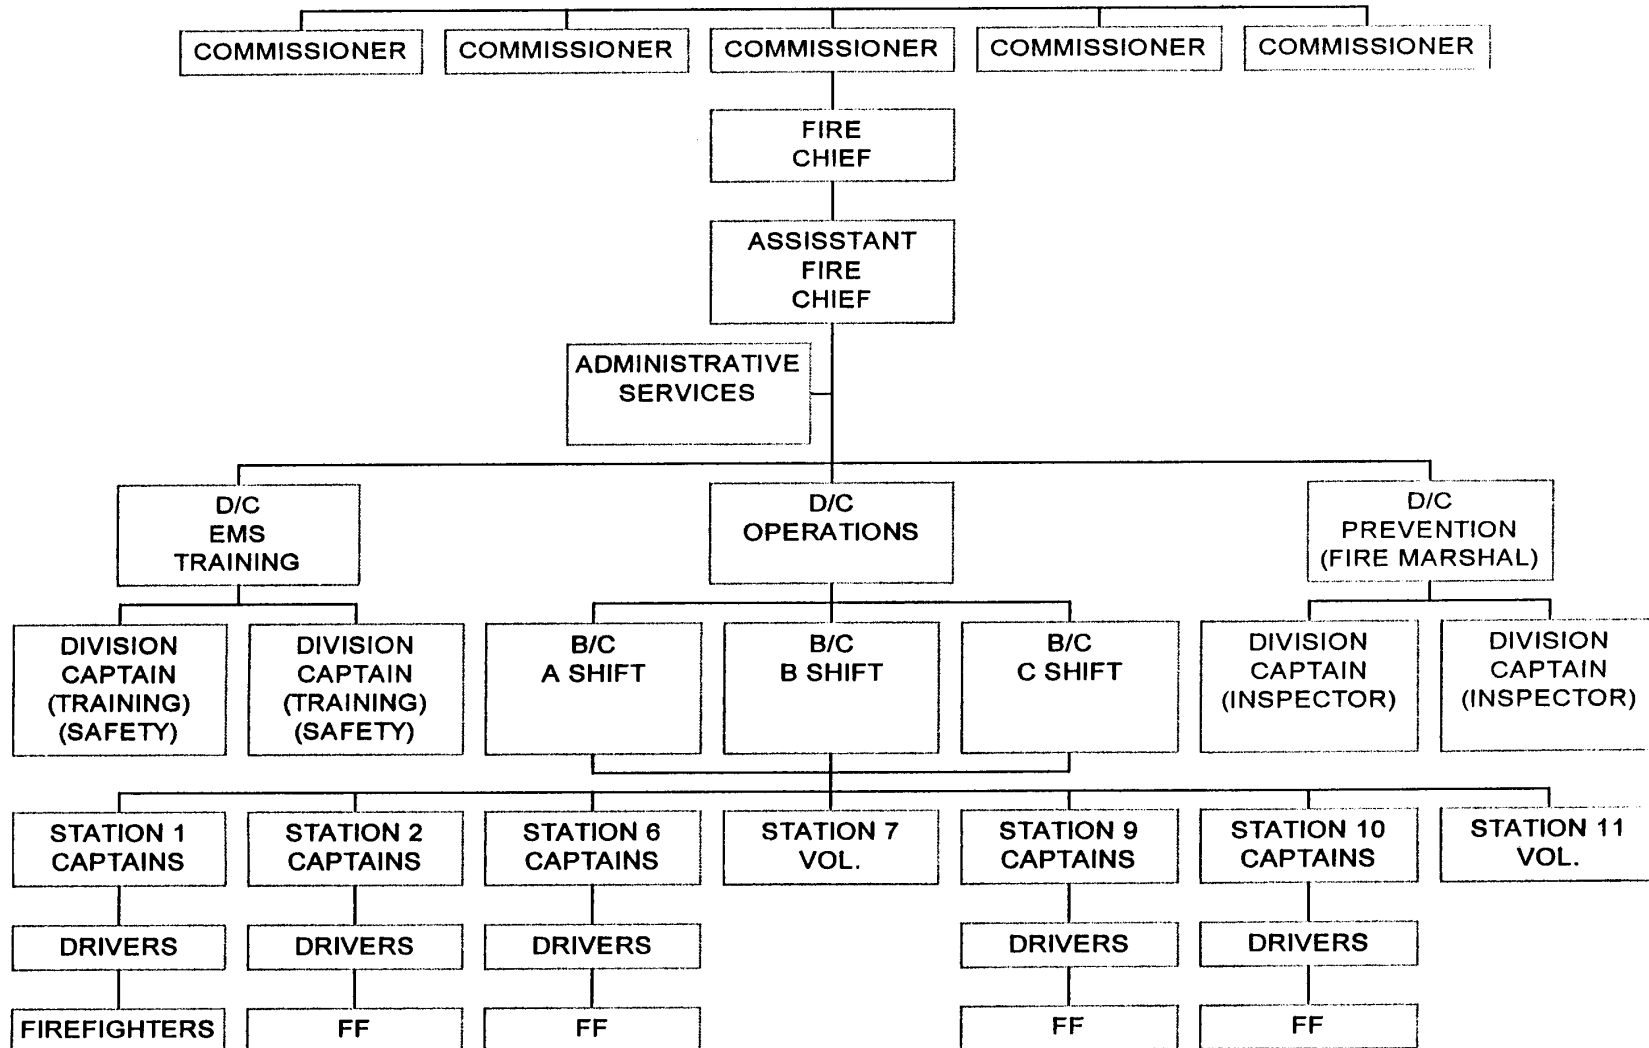 COMMISSIONER COMMISSIONER COMMISSIONER COMMISSIONER COMMISSIONER
FIRE
CHIEF
ASSISSTANT
FIRE
CHIEF
ADMINISTRATIVE
SERVICES
D/C
EMS
TRAINING
D/C
OPERATIONS
D/C
PREVENTION
(FIRE MARSHAL)
DIVISION
CAPTAIN
(TRAINING)
(SAFETY)
DIVISION
CAPTAIN
(TRAINING)
(SAFETY)
B/C
A SHIFT
B/C
B SHIFT
B/C
C SHIFT
DIVISION
CAPTAIN
(INSPECTOR)
DIVISION
CAPTAIN
(INSPECTOR)
STATION 1
CAPTAINS
STATION 2
CAPTAINS
STATION 6
CAPTAINS
STATION 7
VOL.
STATION 9
CAPTAINS
STATION 10
CAPTAINS
STATION 11
VOL.
DRIVERS DRIVERS DRIVERS DRIVERS DRIVERS
FIREFIGHTERS FF FF FF FF